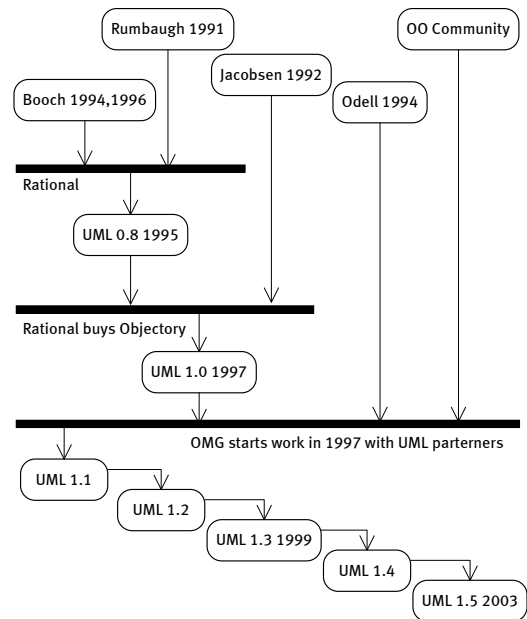 Rumbaugh 1991
OO Community
Jacobsen 1992
Booch 1994,1996
Odell 1994
Rational
UML 0.8 1995
Rational buys Objectory
UML 1.0 1997
OMG starts work in 1997 with UML parterners
UML 1.1
UML 1.2
UML 1.3 1999
UML 1.4
UML 1.5 2003